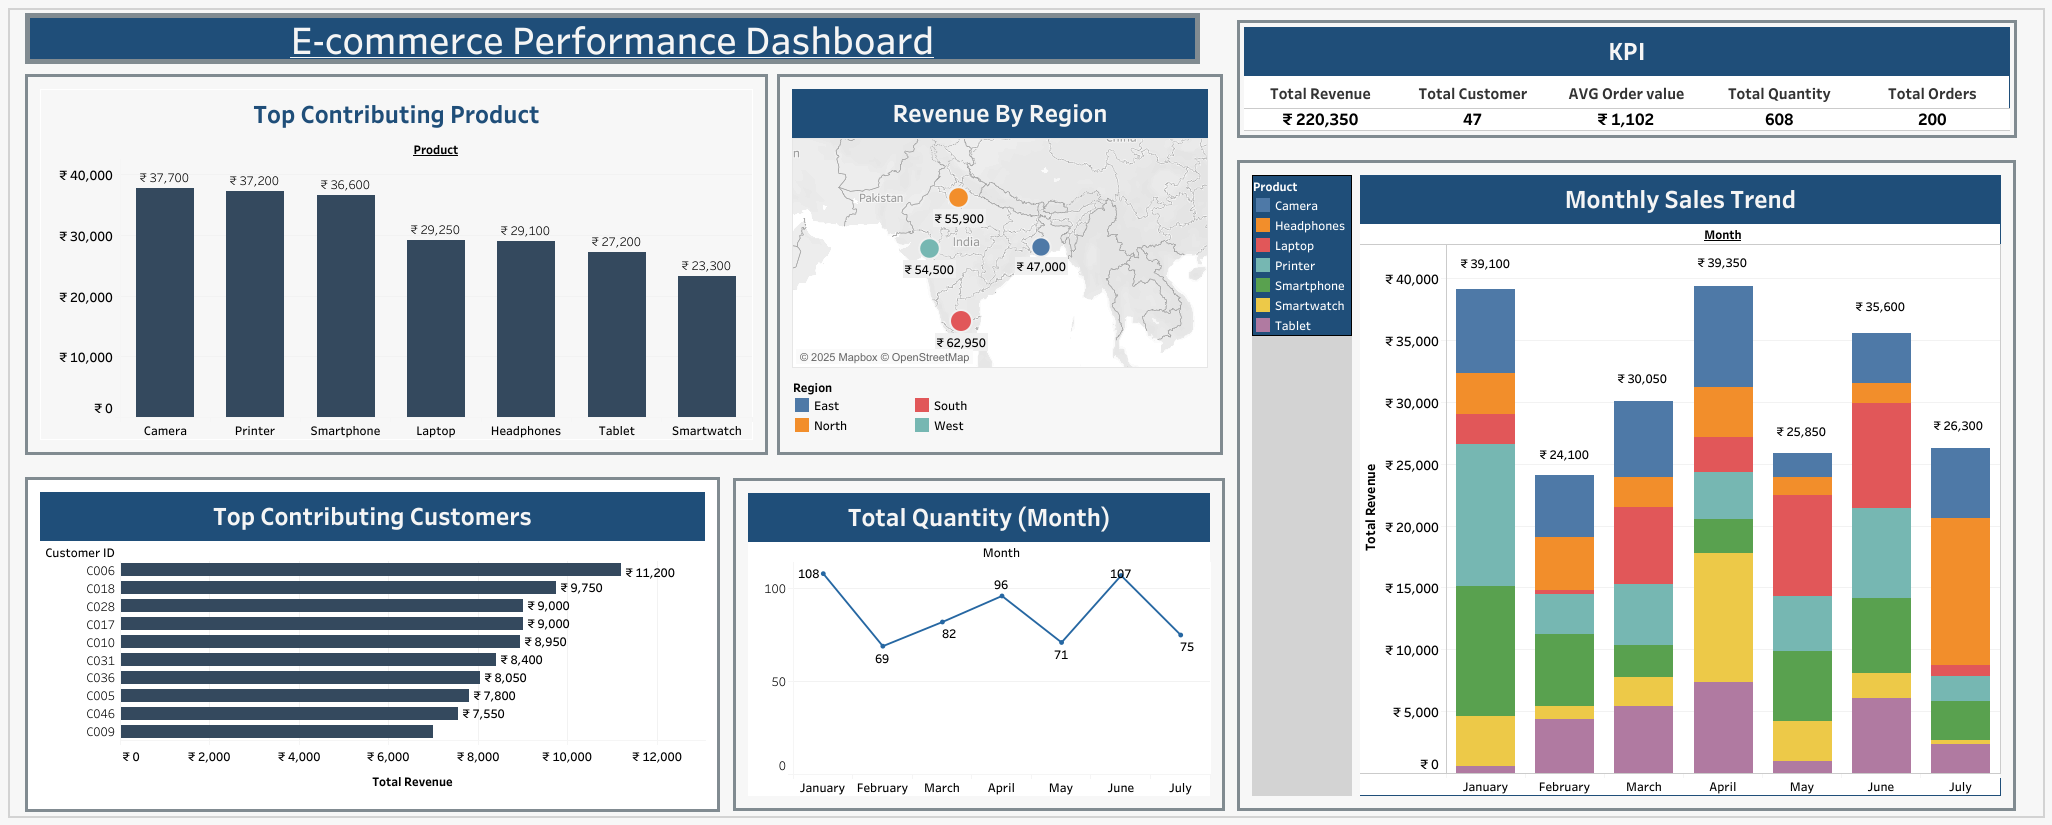 E-commerce Performance Dashboard
KPI
Total Revenue Total Customer AVG Order value Total Quantity Total Orders
₹ 220,350 47 ₹ 1,102 608 200
Top Contributing Product
Product
₹ 40,000
₹ 30,000
₹ 20,000
₹ 10,000
₹ 0
₹ 37,700 ₹ 37,200 ₹ 36,600 ₹ 29,250 ₹ 29,100 ₹ 27,200 ₹ 23,300
Camera Printer Smartphone Laptop Headphones Tablet Smartwatch
Revenue By Region
China
Pakistan
₹ 55,900
India
₹ 54,500 ₹ 47,000
₹ 62,950
© 2025 Mapbox © OpenStreetMap
Region
East South
North West
Product
Camera
Headphones
Laptop
Printer
Smartphone
Smartwatch
Tablet
Monthly Sales Trend
Month
Total Revenue
₹ 40,000
₹ 35,000
₹ 30,000
₹ 25,000
₹ 20,000
₹ 15,000
₹ 10,000
₹ 5,000
₹ 0
₹ 39,100 ₹ 24,100 ₹ 30,050 ₹ 39,350 ₹ 25,850 ₹ 35,600 ₹ 26,300
January February March April May June July
Top Contributing Customers
Customer ID
C006 ₹ 11,200
C018 ₹ 9,750
C028 ₹ 9,000
C017 ₹ 9,000
C010 ₹ 8,950
C031 ₹ 8,400
C036 ₹ 8,050
C005 ₹ 7,800
C046 ₹ 7,550
C009
₹ 0 ₹ 2,000 ₹ 4,000 ₹ 6,000 ₹ 8,000 ₹ 10,000 ₹ 12,000
Total Revenue
Total Quantity (Month)
Month
100
50
0
108 69 82 96 71 107 75
January February March April May June July